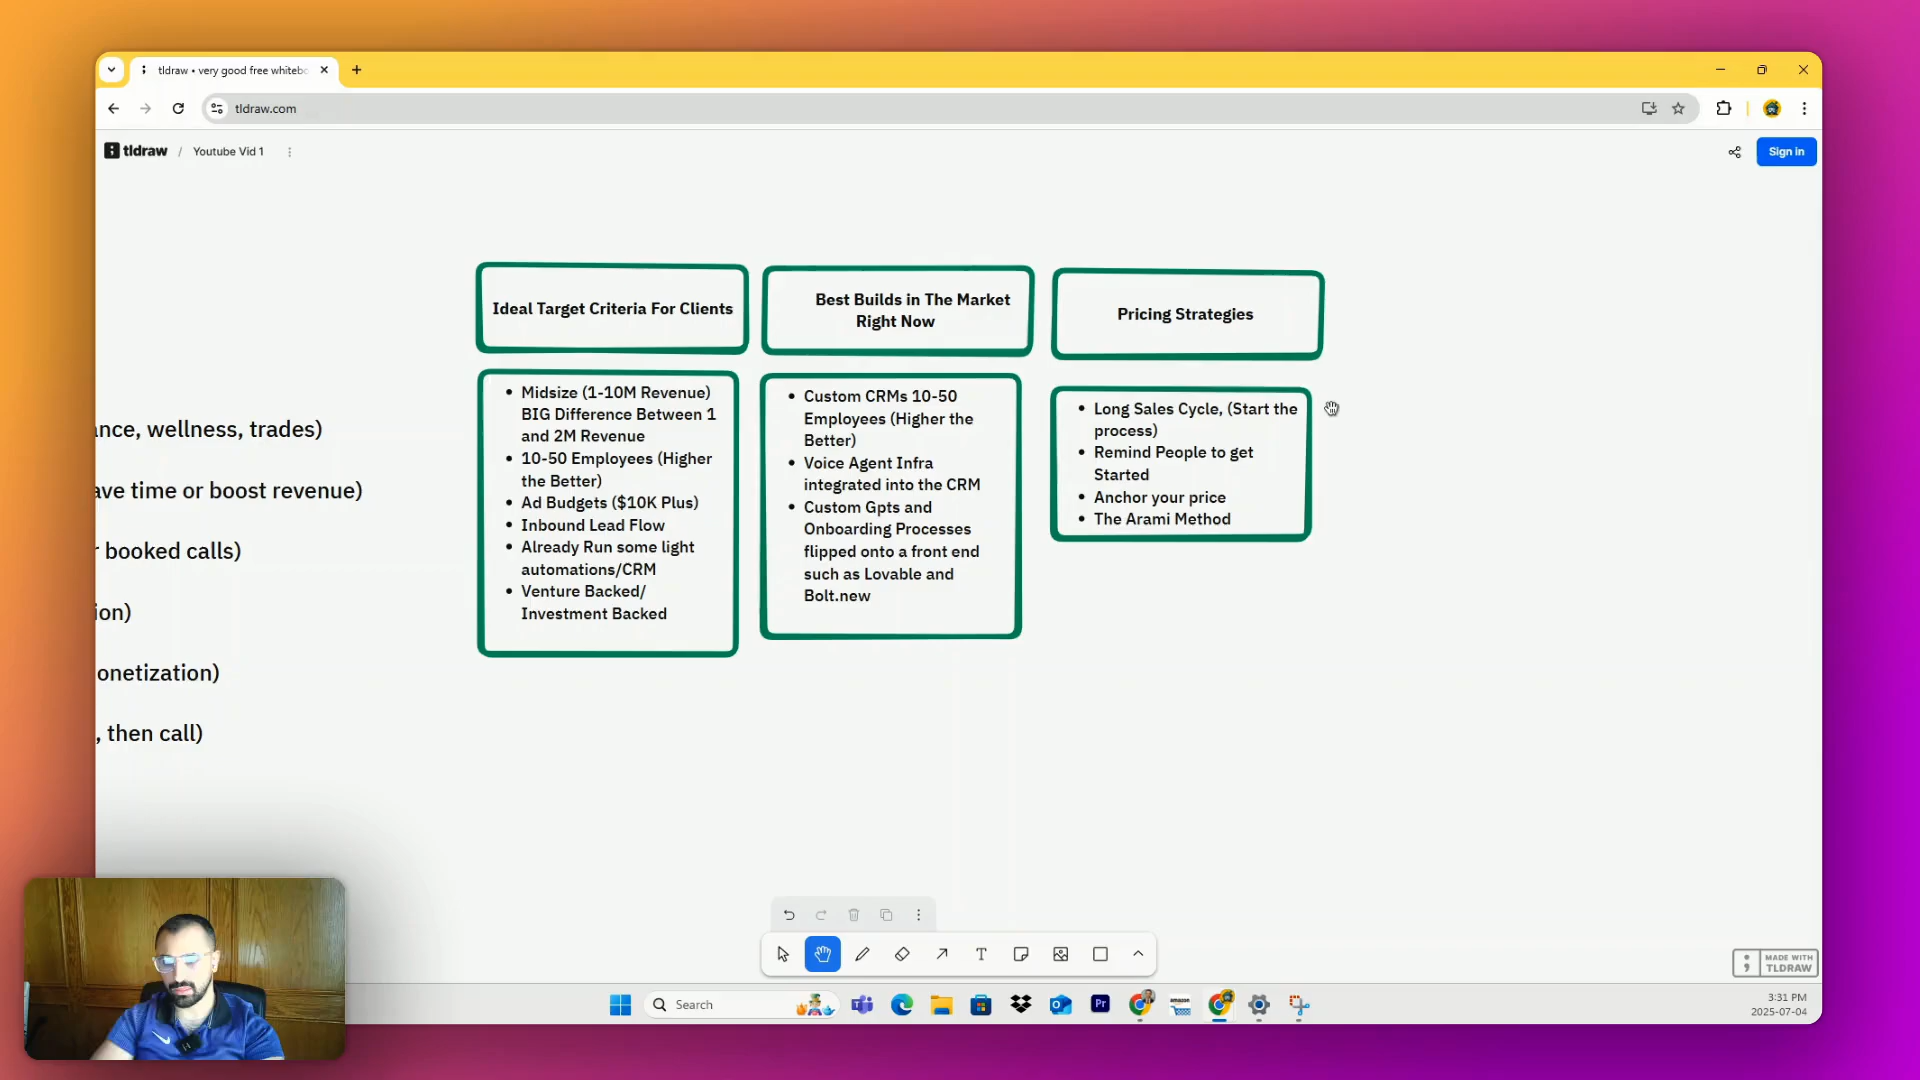 tldraw • very good free whitebo
tldraw.com
tldraw / Youtube Vid 1
Sign in
Ideal Target Criteria For Clients
Best Builds in The Market
Right Now
Pricing Strategies
ance, wellness, trades)
ave time or boost revenue)
r booked calls)
ion)
onetization)
, then call)
• Midsize (1-10M Revenue)
BIG Difference Between 1
and 2M Revenue
• 10-50 Employees (Higher
the Better)
• Ad Budgets ($10K Plus)
• Inbound Lead Flow
• Already Run some light
automations/CRM
• Venture Backed/
Investment Backed
• Custom CRMs 10-50
Employees (Higher the
Better)
• Voice Agent Infra
integrated into the CRM
• Custom Gpts and
Onboarding Processes
flipped onto a front end
such as Lovable and
Bolt.new
• Long Sales Cycle, (Start the
process)
• Remind People to get
Started
• Anchor your price
• The Arami Method
T
MADE WITH
TLDRAW
Search
Pr
amazon
3:31 PM
2025-07-04